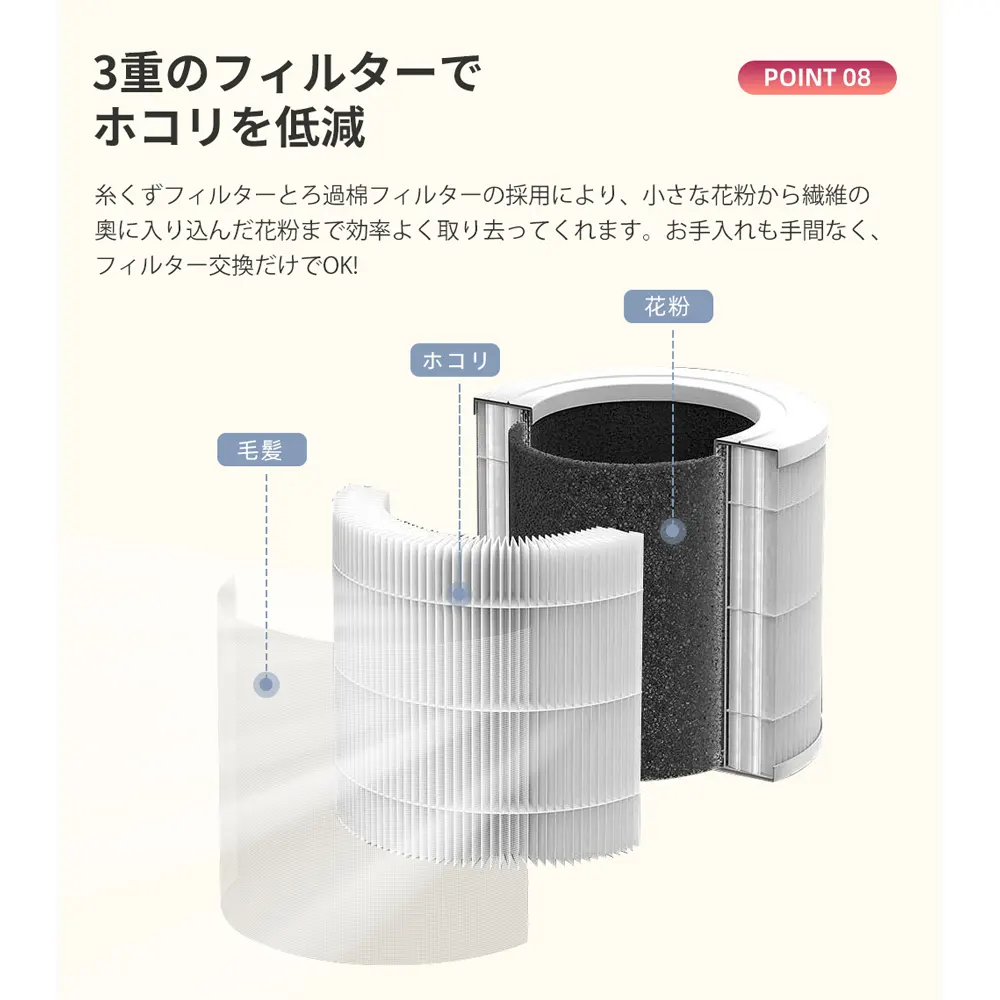 3重のフィルターで
ホコリを低減
POINT 08
糸くずフィルターとろ過棉フィルターの採用により、小さな花粉から繊維の
奥に入り込んだ花粉まで効率よく取り去ってくれます。お手入れも手間なく、
フィルター交換だけでOK!
花粉
ホコリ
毛髪